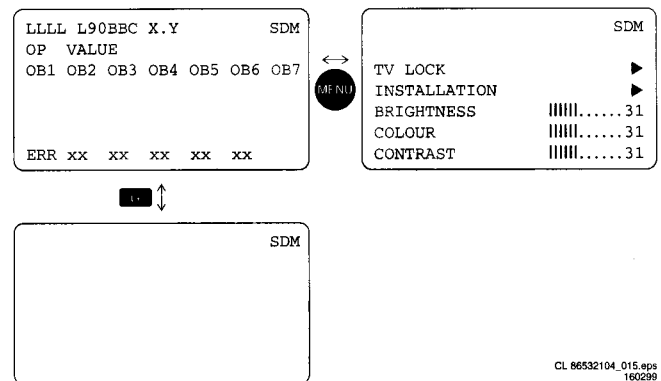 LLLL L90BBC X.Y SDM
OP VALUE
OB1 OB2 OB3 OB4 OB5 OB6 OB7
ERR xx xx xx xx xx
MENU
SDM
TV LOCK
INSTALLATION
BRIGHTNESS 31
COLOUR 31
CONTRAST 31
SDM
CL 86532104_015.eps
160299